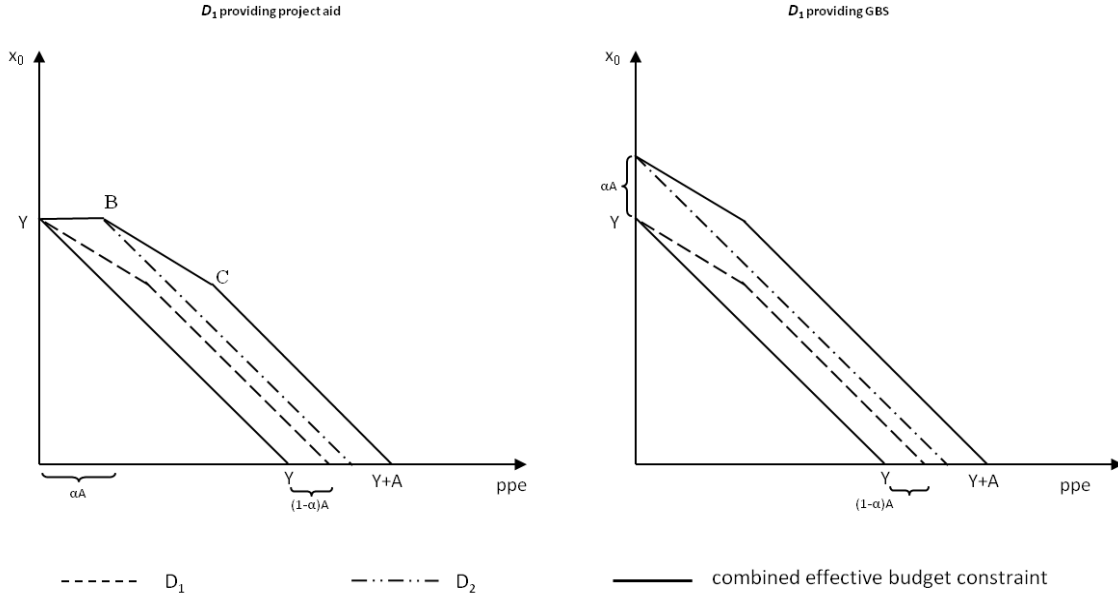 D₁ providing project aid
D₁ providing GBS
x₀
x₀
αA
B
Y
Y
C
Y
Y+A
ppe
αA
(1-α)A
Y
Y+A
ppe
(1-α)A
D₁
D₂
combined effective budget constraint